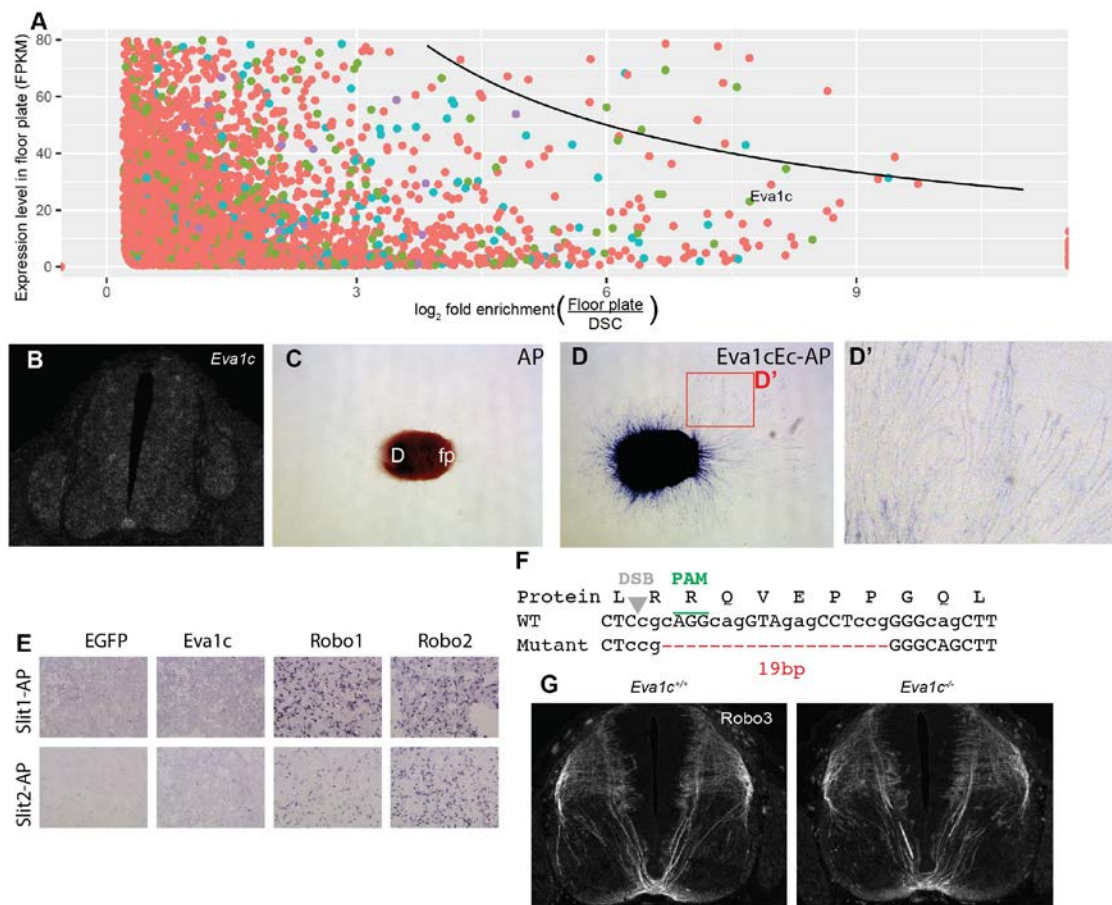 A
Expression level in floor plate (FPKM)
80
60
40
20
0
Eva1c
0
3
6
9
log2 fold enrichment (Floor plate / DSC)
B
Eva1c
C
AP
D
fp
D
Eva1cEc-AP
D'
D'
E
EGFP
Eva1c
Robo1
Robo2
Slit1-AP
Slit2-AP
F
DSB PAM
Protein L R R Q V E P P G Q L
WT CTCcgcAGGcagGTAgagCCTccgGGGcagCTT
Mutant CTCcg-------------------GGGCAGCTT
19bp
G
Eva1c+/+
Eva1c-/-
Robo3